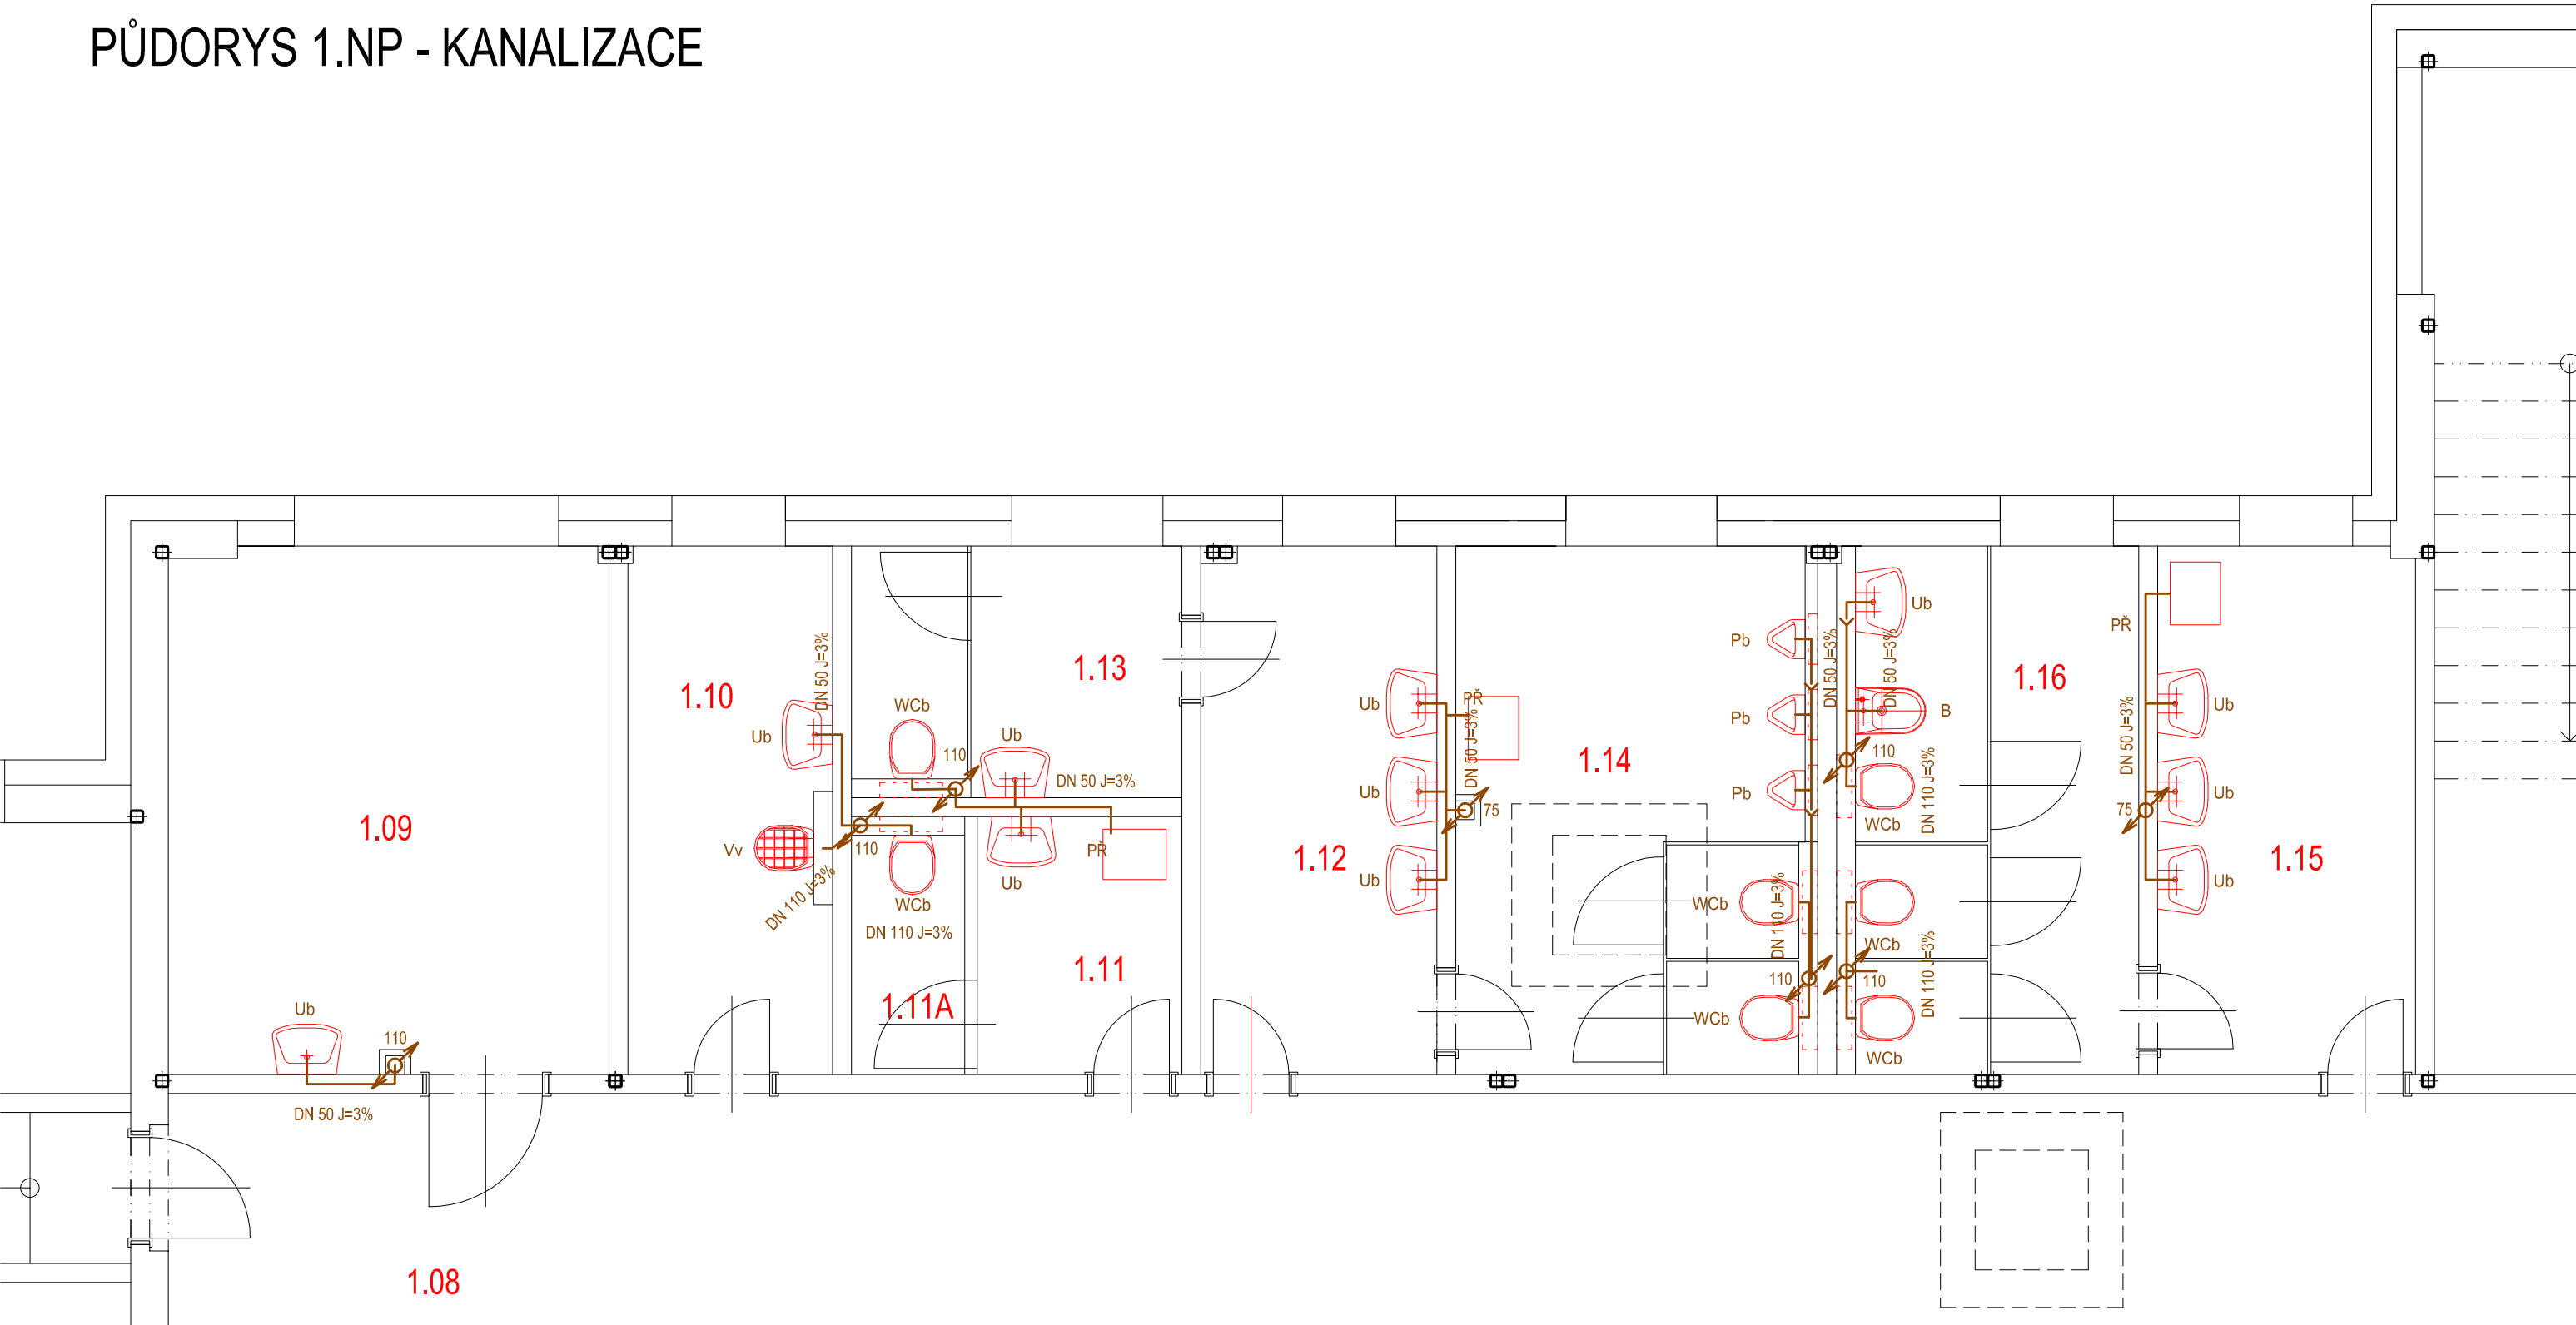 PŮDORYS 1.NP - KANALIZACE
1.09
Ub
110
DN 50 J=3%
1.08
1.10
DN 50 J=3%
Ub
Vv
110
DN 110 J=3%
WCb
110
WCb
DN 110 J=3%
1.11A
1.13
Ub
DN 50 J=3%
Ub
PŘ
1.11
1.12
Ub
Ub
Ub
PŘ
DN 50 J=3%
75
1.14
Pb
Pb
Pb
DN 50 J=3%
WCb
DN 110 J=3%
110
WCb
Ub
DN 50 J=3%
B
110
WCb
DN 110 J=3%
WCb
110
DN 110 J=3%
WCb
1.16
PŘ
DN 50 J=3%
75
Ub
Ub
Ub
1.15